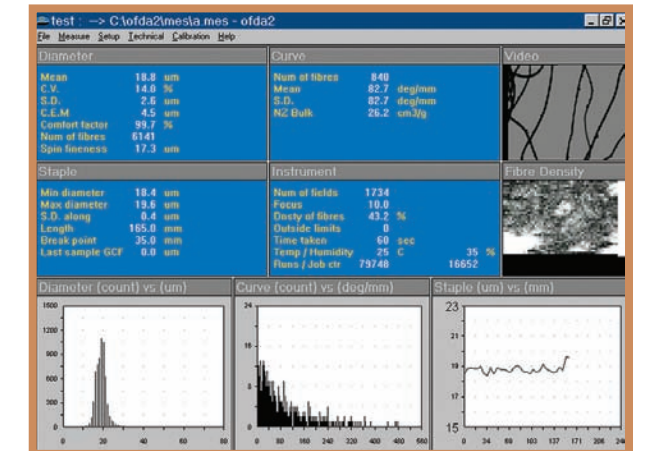 test : --> C:\ofda2\mes\a.mes - ofda2
File Measure Setup Technical Calibration Help
Diameter
Mean 18.8 um
C.V. 14.0 %
S.D. 2.6 um
C.E.M 4.5 um
Comfort factor 99.7 %
Num of fibres 6141
Spin fineness 17.3 um
Curve
Num of fibres 840
Mean 82.7 deg/mm
S.D. 82.7 deg/mm
NZ Bulk 26.2 cm3/g
Video
Staple
Min diameter 18.4 um
Max diameter 19.6 um
S.D. along 0.4 um
Length 165.0 mm
Break point 35.0 mm
Last sample GCF 0.0 um
Instrument
Num of fields 1734
Focus 10.0
Dnsty of fibres 43.2 %
Outside limits 0
Time taken 60 sec
Temp / Humidity 25 C 35 %
Runs / Job ctr 79748 16652
Fibre Density
Diameter (count) vs (um)
1500
1200
900
600
300
0
0 20 40 60 80
Curve (count) vs (deg/mm)
24
16
8
0
0 80 160 240 320 400 480 560
Staple (um) vs (mm)
23
21
19
17
15
0 34 69 103 137 171 206 240